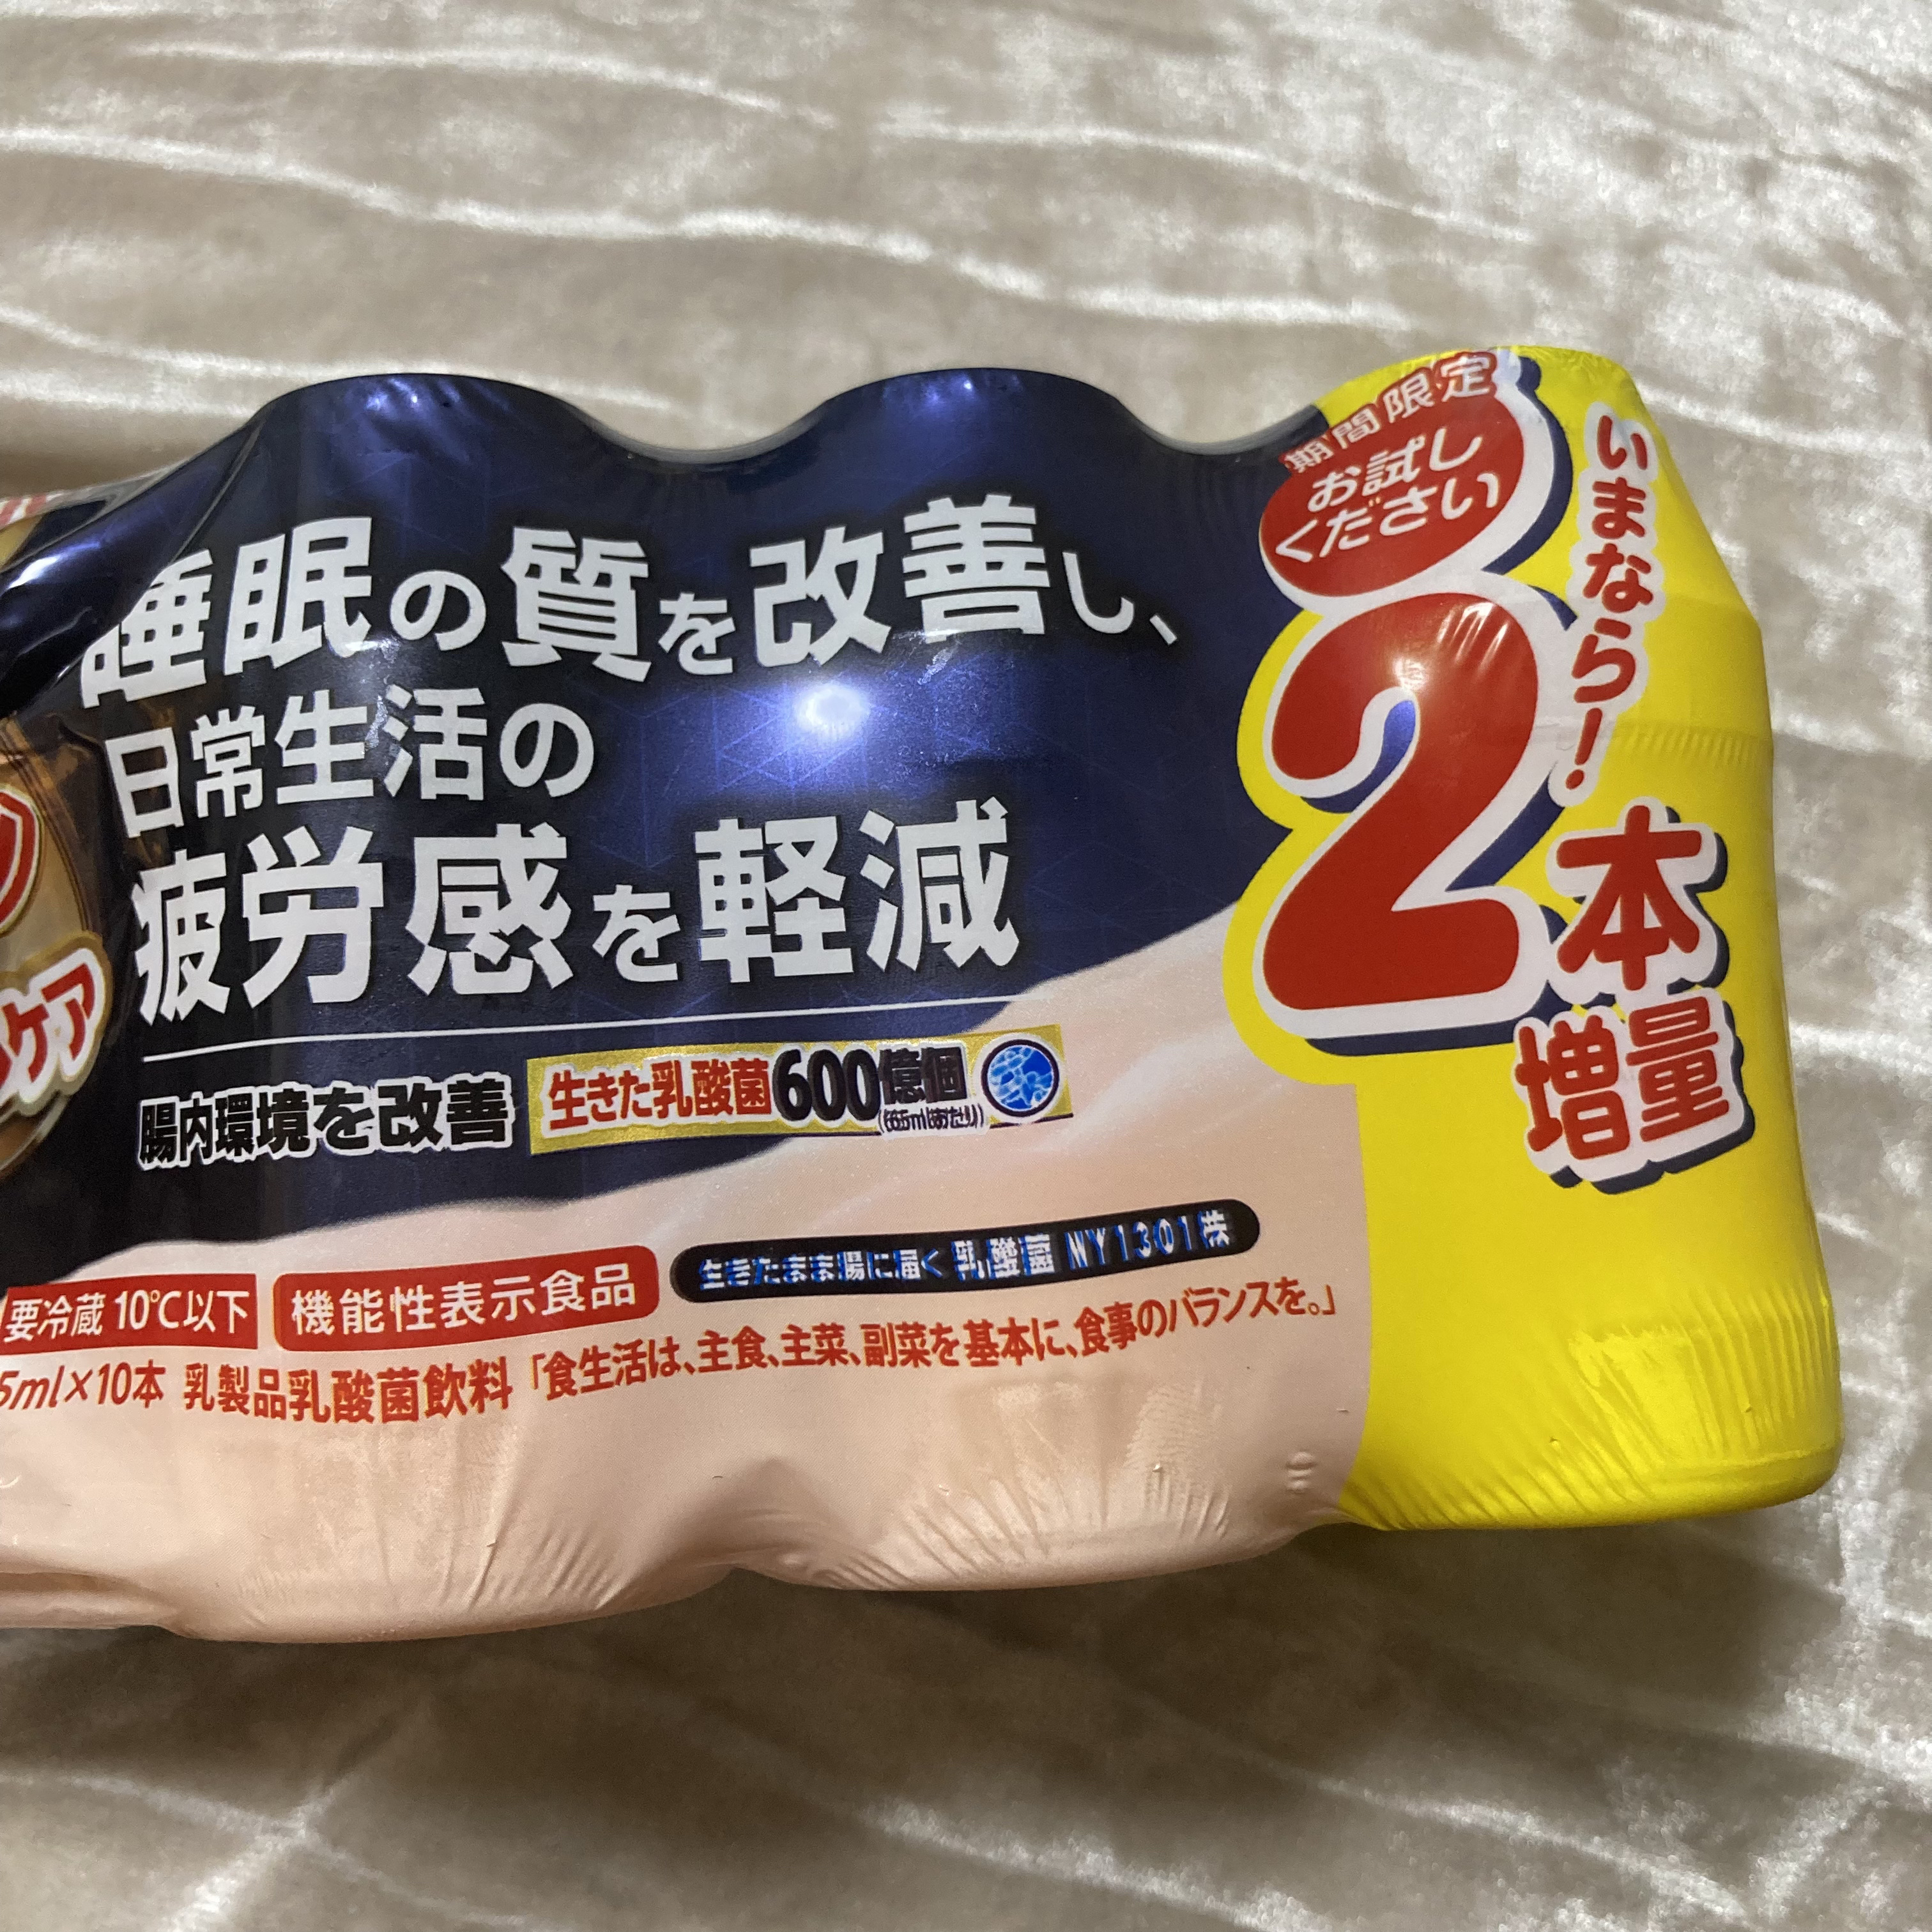 睡眠の質を改善し、
日常生活の
疲労感を軽減
腸内環境を改善
生きた乳酸菌600億個
(65mlあたり)
要冷蔵 10℃以下
機能性表示食品
生きたまま腸に届く 乳酸菌 NY1301株
5ml×10本 乳製品乳酸菌飲料「食生活は、主食、主菜、副菜を基本に、食事のバランスを。」
ケア
期間限定
お試し
ください
いまなら!
2本
増量